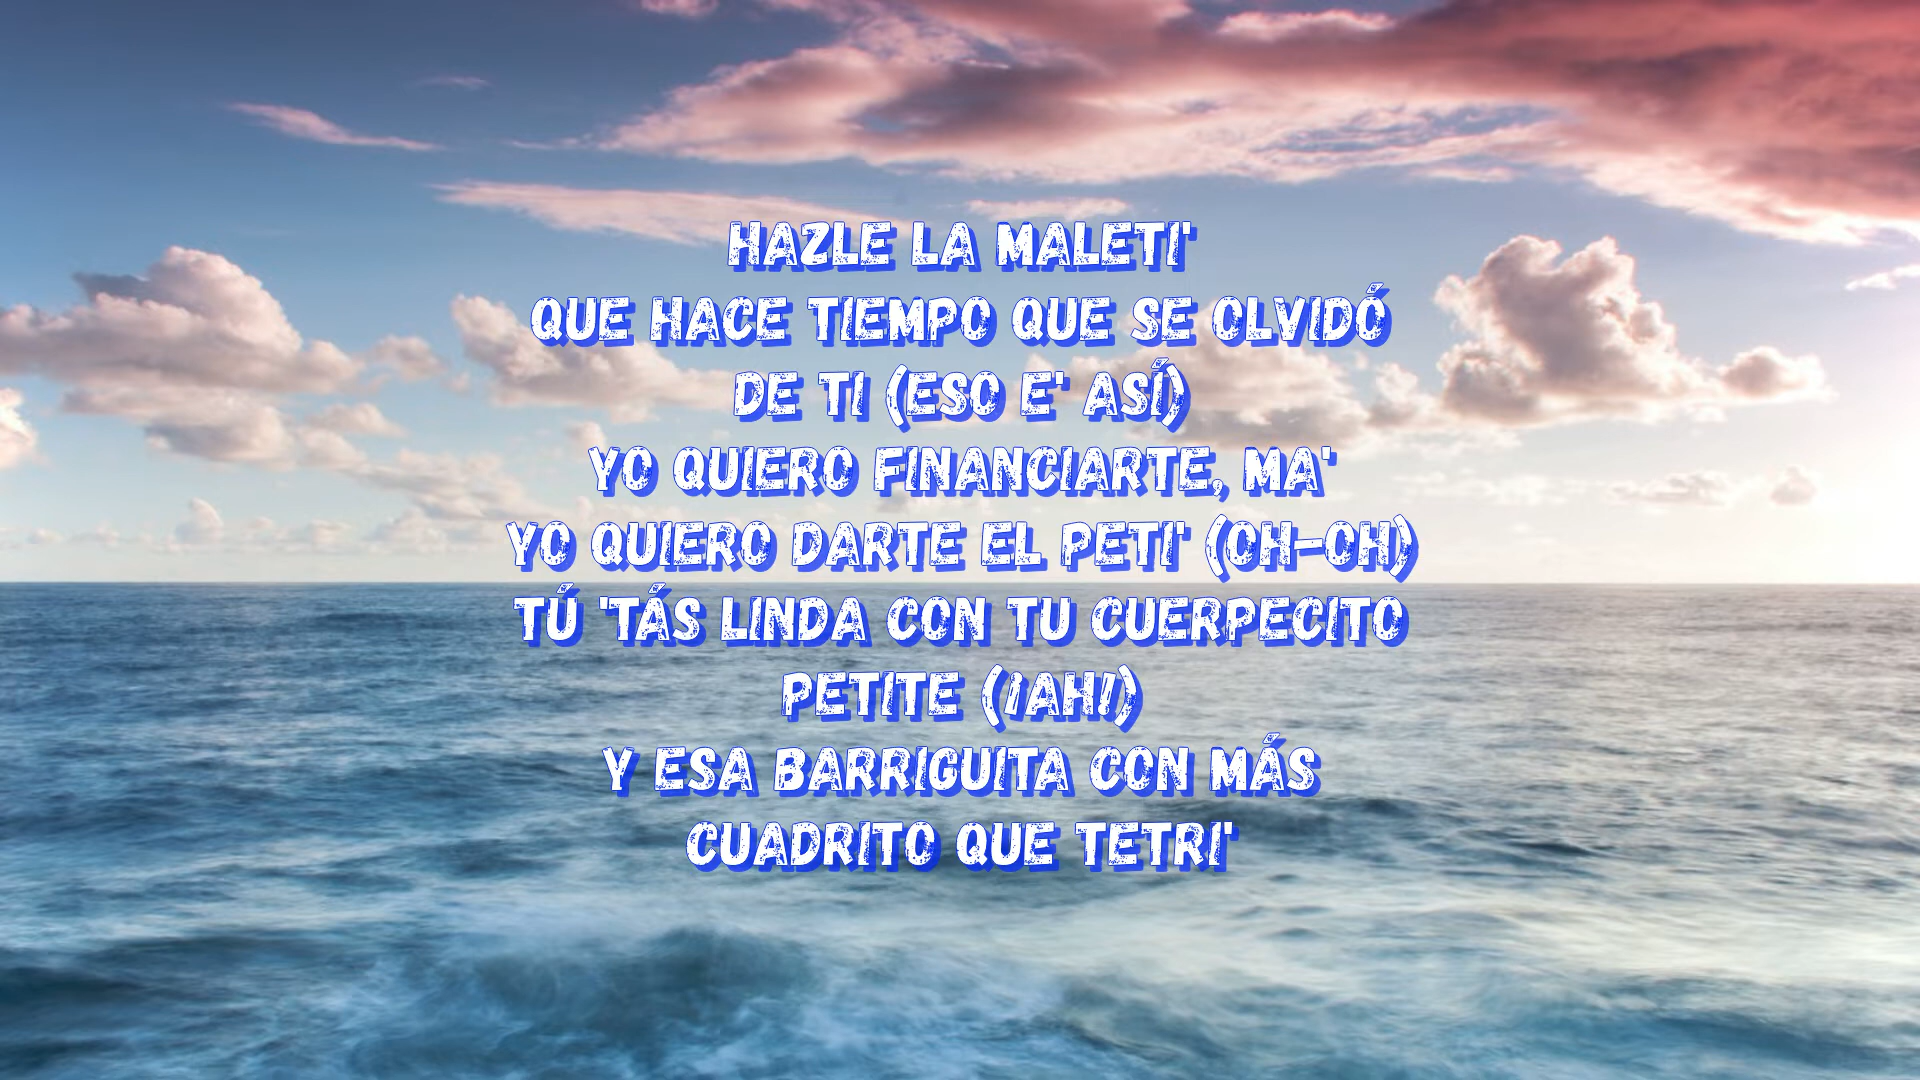 HAZLE LA MALETI'
QUE HACE TIEMPO QUE SE OLVIDÓ
DE TI (ESO E' ASÍ)
YO QUIERO FINANCIARTE, MA'
YO QUIERO DARTE EL PETI' (OH-OH)
TÚ 'TÁS LINDA CON TU CUERPECITO
PETITE (¡AH!)
Y ESA BARRIGUITA CON MÁS
CUADRITO QUE TETRI'